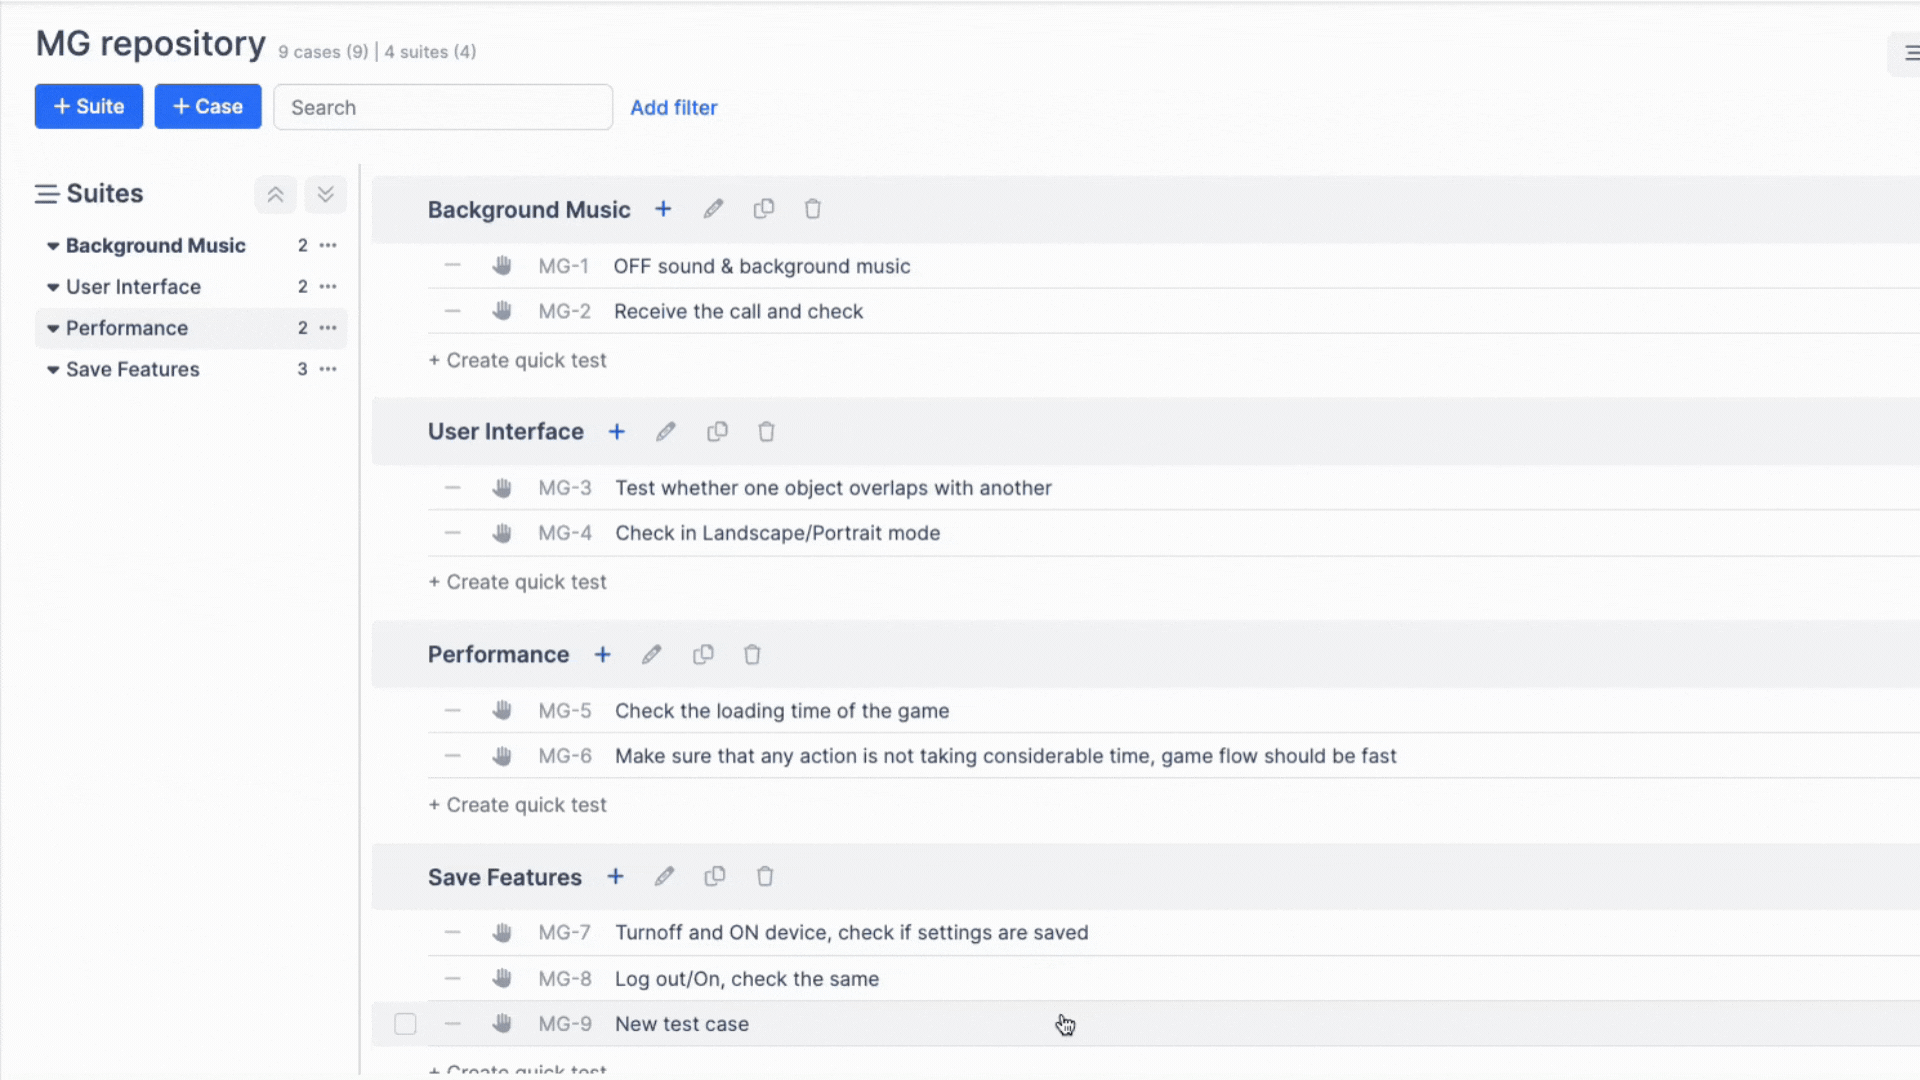 MG repository 9 cases (9) | 4 suites (4)
+ Suite + Case Search Add filter
Suites
Background Music 2
User Interface 2
Performance 2
Save Features 3
Background Music
MG-1 OFF sound & background music
MG-2 Receive the call and check
+ Create quick test
User Interface
MG-3 Test whether one object overlaps with another
MG-4 Check in Landscape/Portrait mode
+ Create quick test
Performance
MG-5 Check the loading time of the game
MG-6 Make sure that any action is not taking considerable time, game flow should be fast
+ Create quick test
Save Features
MG-7 Turnoff and ON device, check if settings are saved
MG-8 Log out/On, check the same
MG-9 New test case
+ Create quick test